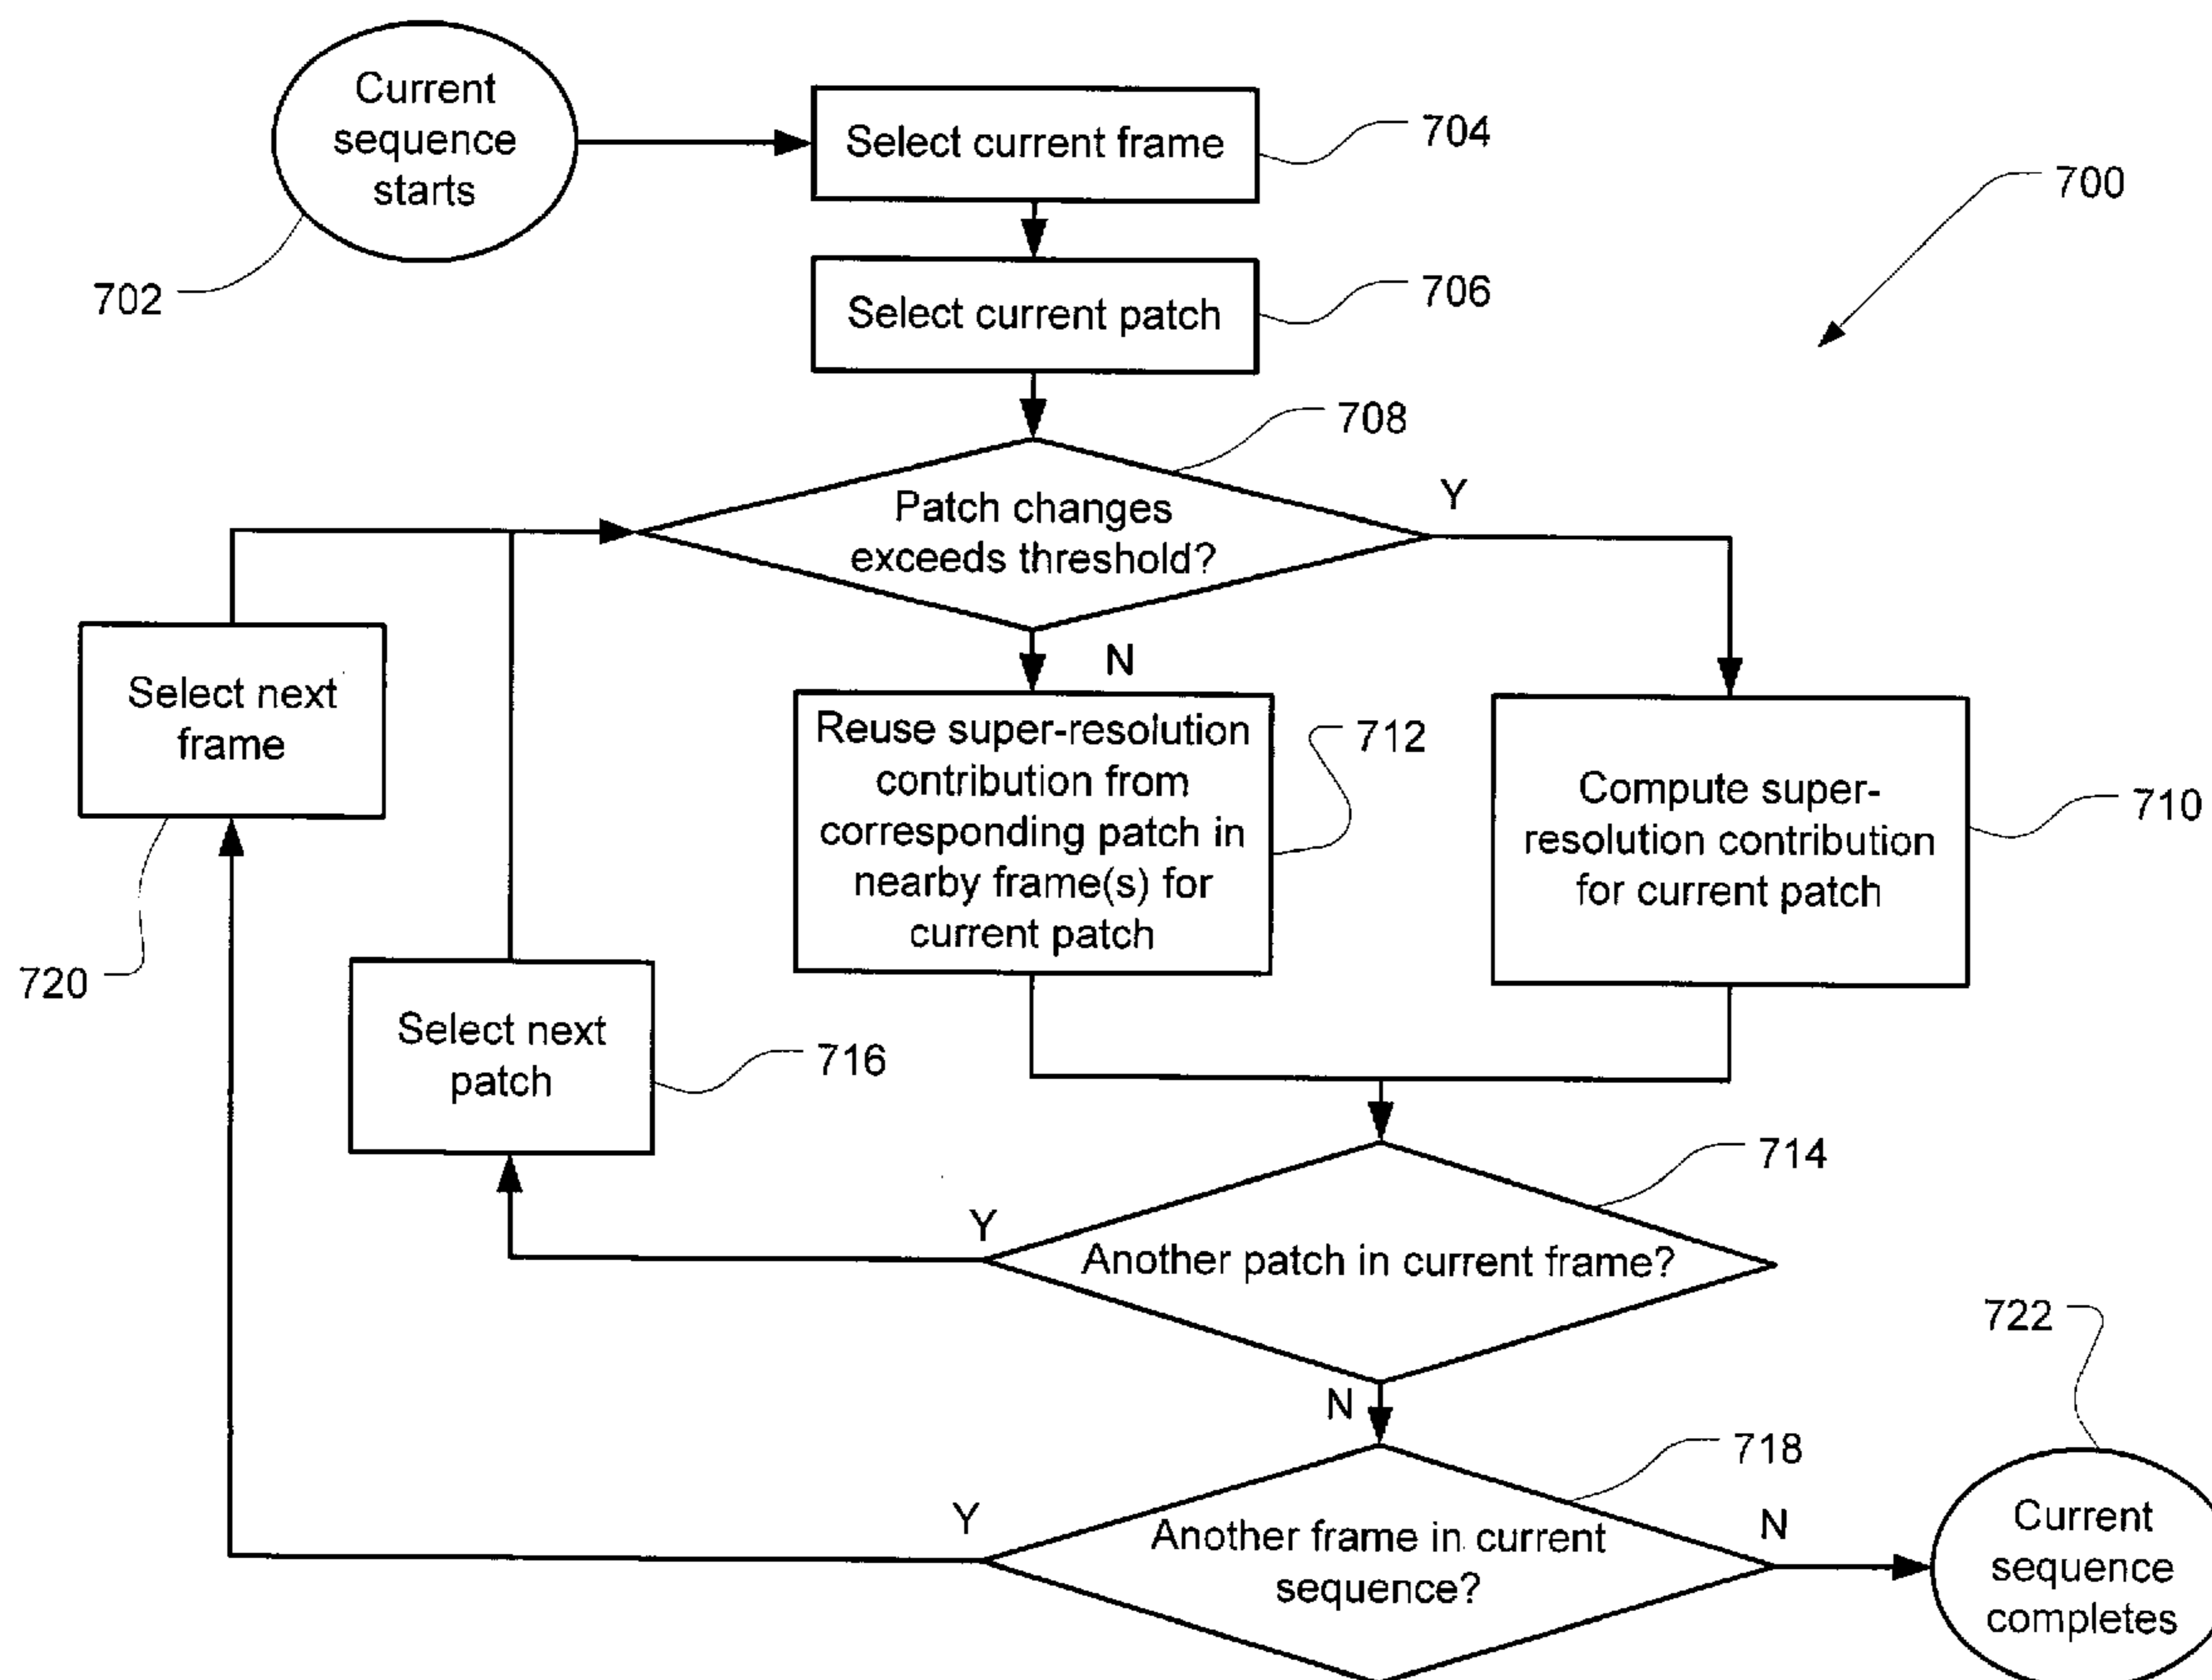 Current
sequence
starts
702
Select current frame
704
700
Select current patch
706
708
Patch changes
exceeds threshold?
Y
N
Select next
frame
720
Reuse super-resolution
contribution from
corresponding patch in
nearby frame(s) for
current patch
712
Compute super-
resolution contribution
for current patch
710
Select next
patch
716
714
Another patch in current frame?
Y
N
718
Another frame in current
sequence?
Y
N
722
Current
sequence
completes